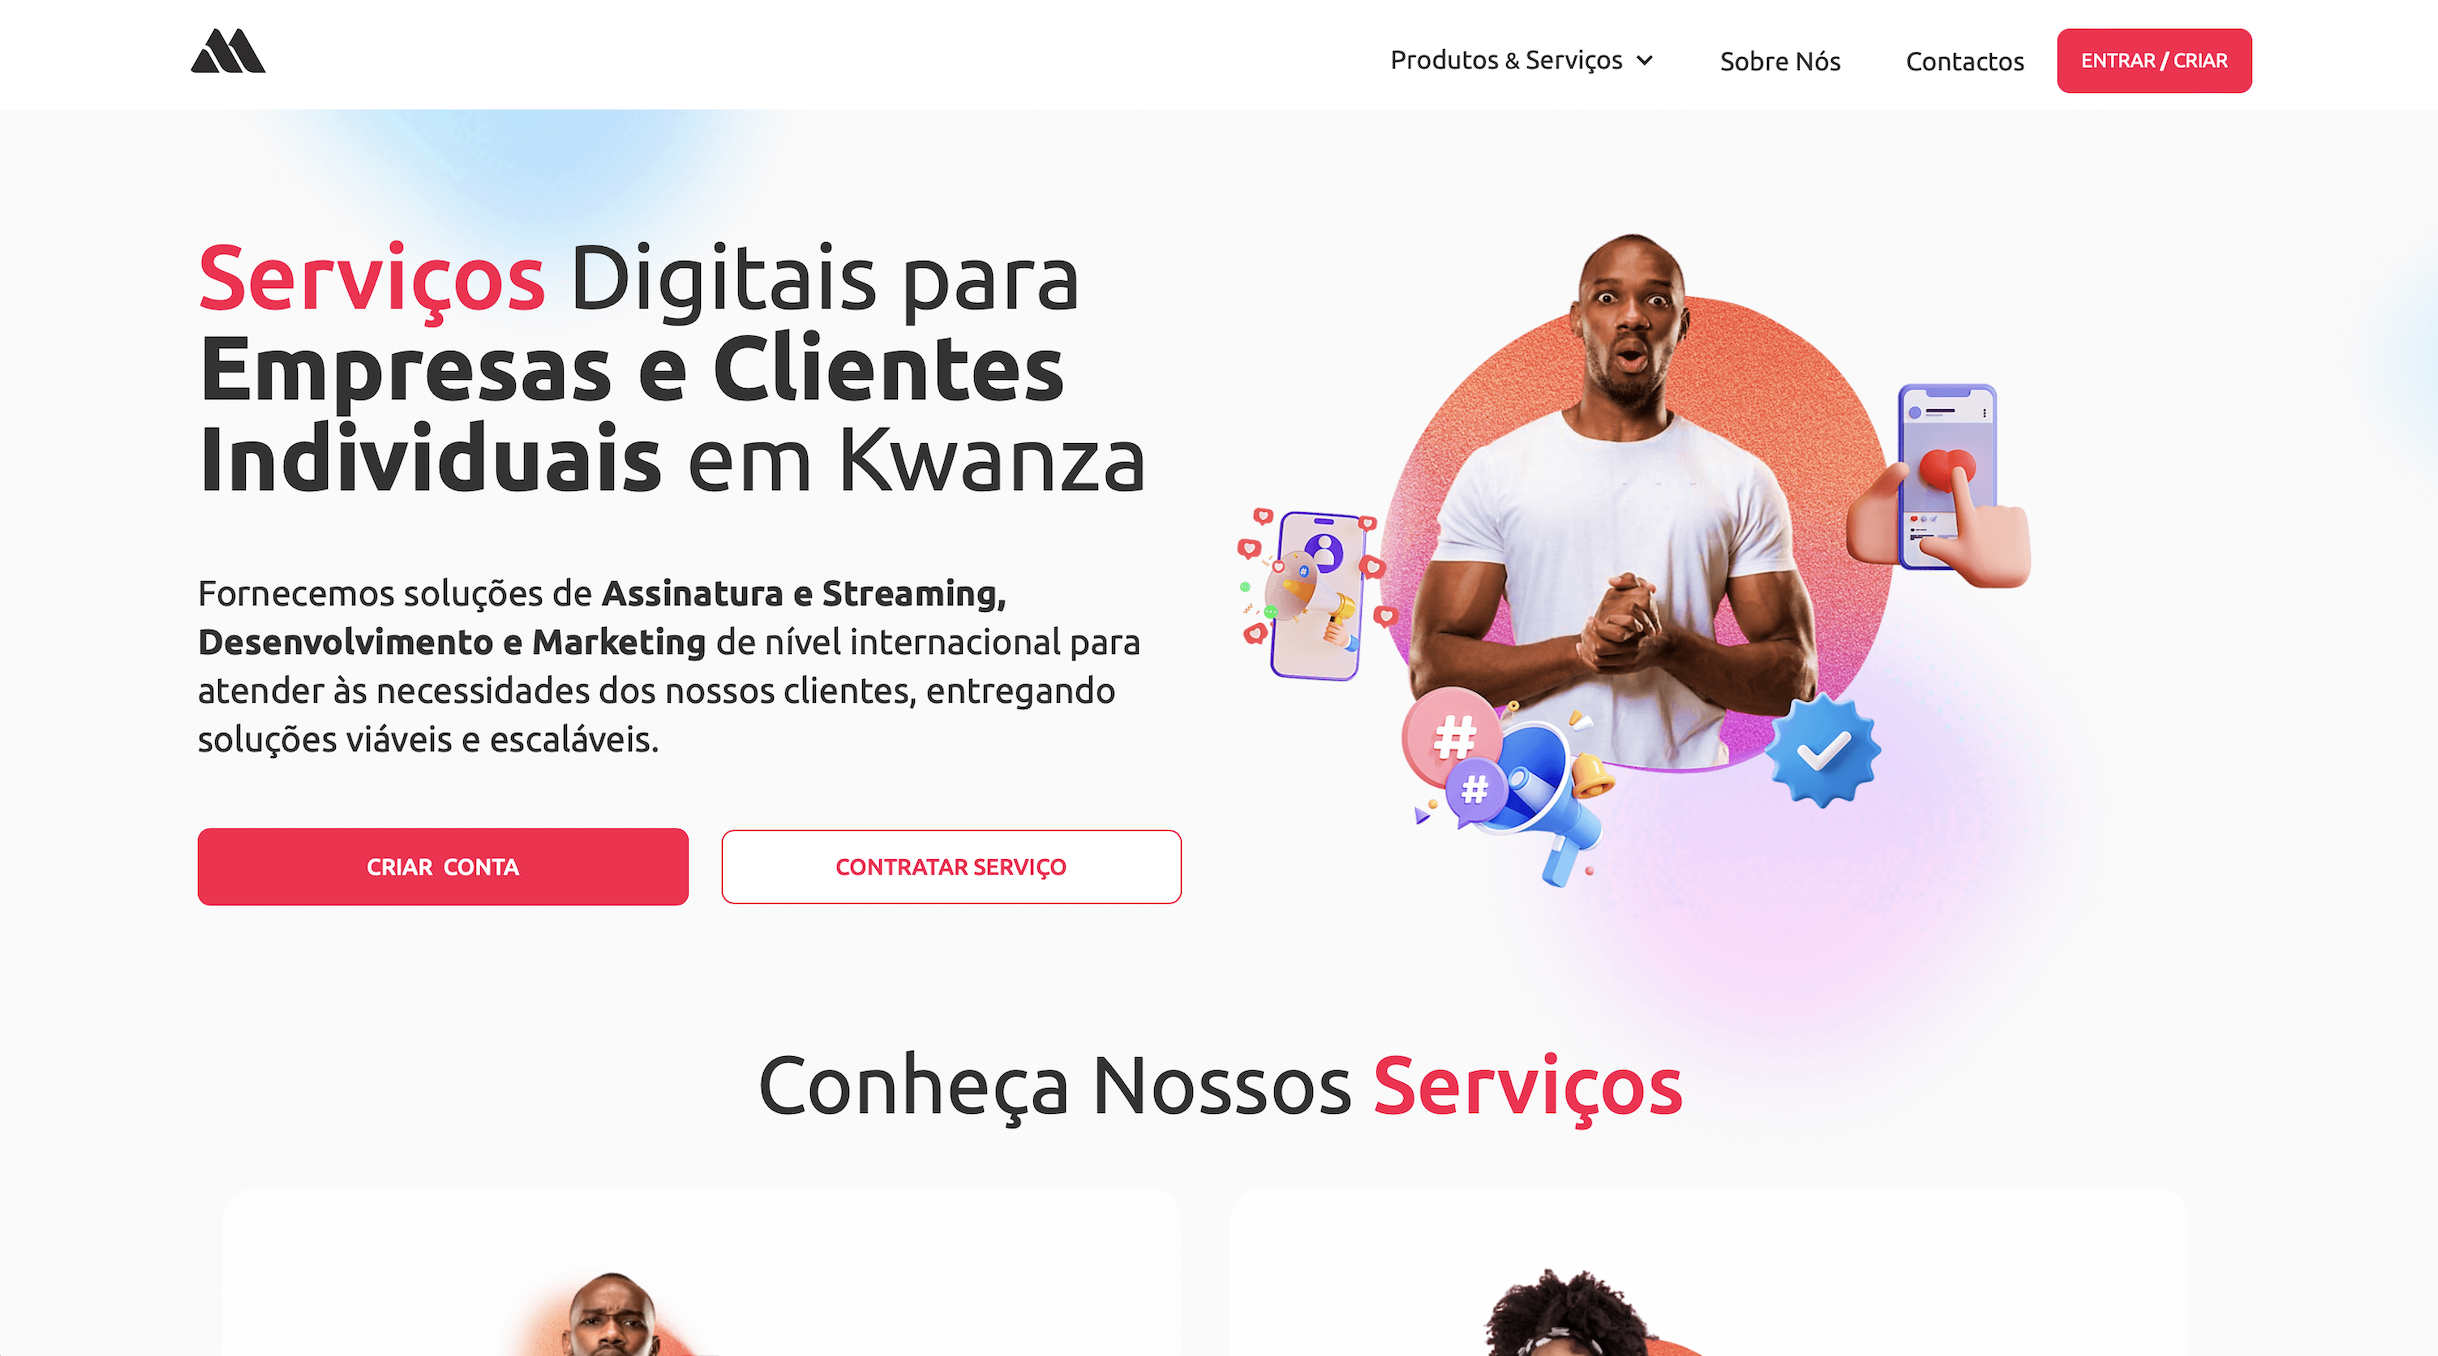 Produtos & Serviços
Sobre Nós
Contactos
ENTRAR / CRIAR
Serviços Digitais para
Empresas e Clientes
Individuais em Kwanza
Fornecemos soluções de Assinatura e Streaming,
Desenvolvimento e Marketing de nível internacional para
atender às necessidades dos nossos clientes, entregando
soluções viáveis e escaláveis.
CRIAR CONTA
CONTRATAR SERVIÇO
#
#
Conheça Nossos Serviços